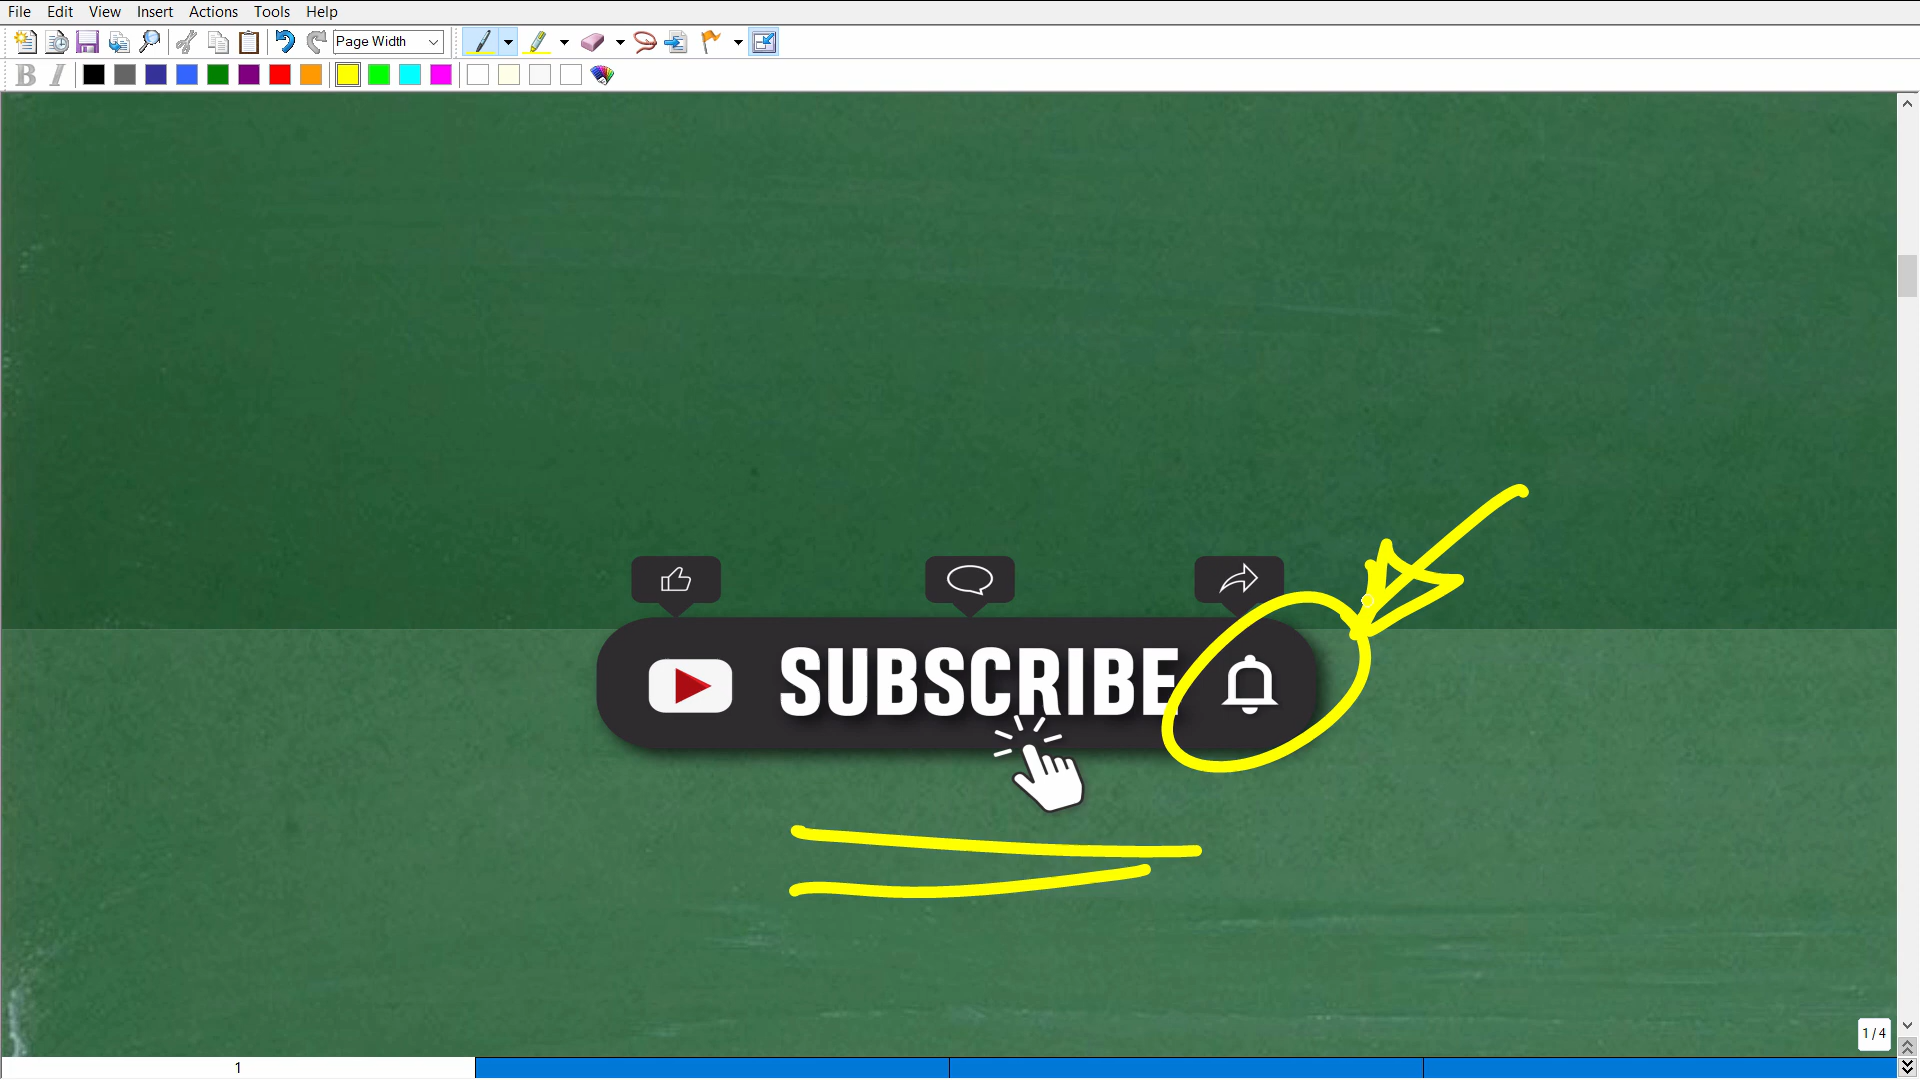 File Edit View Insert Actions Tools Help
Page Width
B I
SUBSCRIBE
1 / 4
1